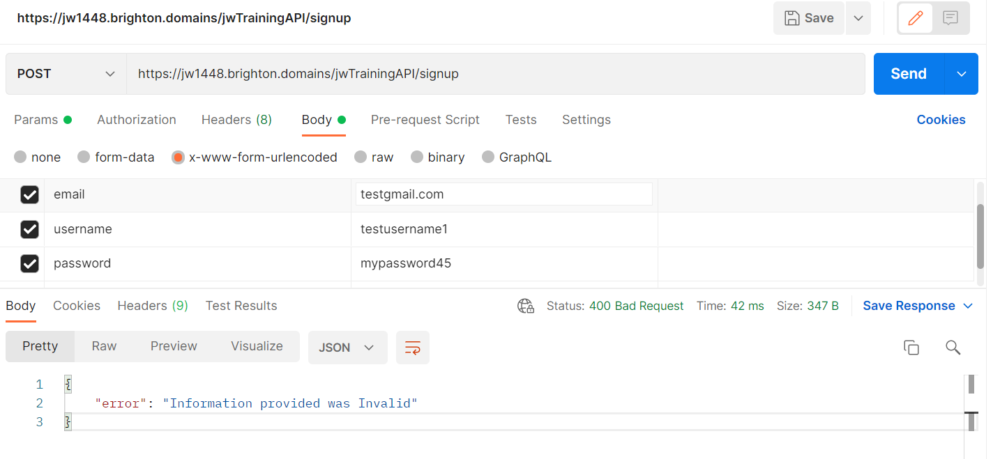 https://jw1448.brighton.domains/jwTrainingAPI/signup
Save
POST
https://jw1448.brighton.domains/jwTrainingAPI/signup
Send
Params Authorization Headers (8) Body Pre-request Script Tests Settings Cookies
none form-data x-www-form-urlencoded raw binary GraphQL
email testgmail.com
username testusername1
password mypassword45
Body Cookies Headers (9) Test Results Status: 400 Bad Request Time: 42 ms Size: 347 B Save Response
Pretty Raw Preview Visualize JSON
1 {
2 "error": "Information provided was Invalid"
3 }